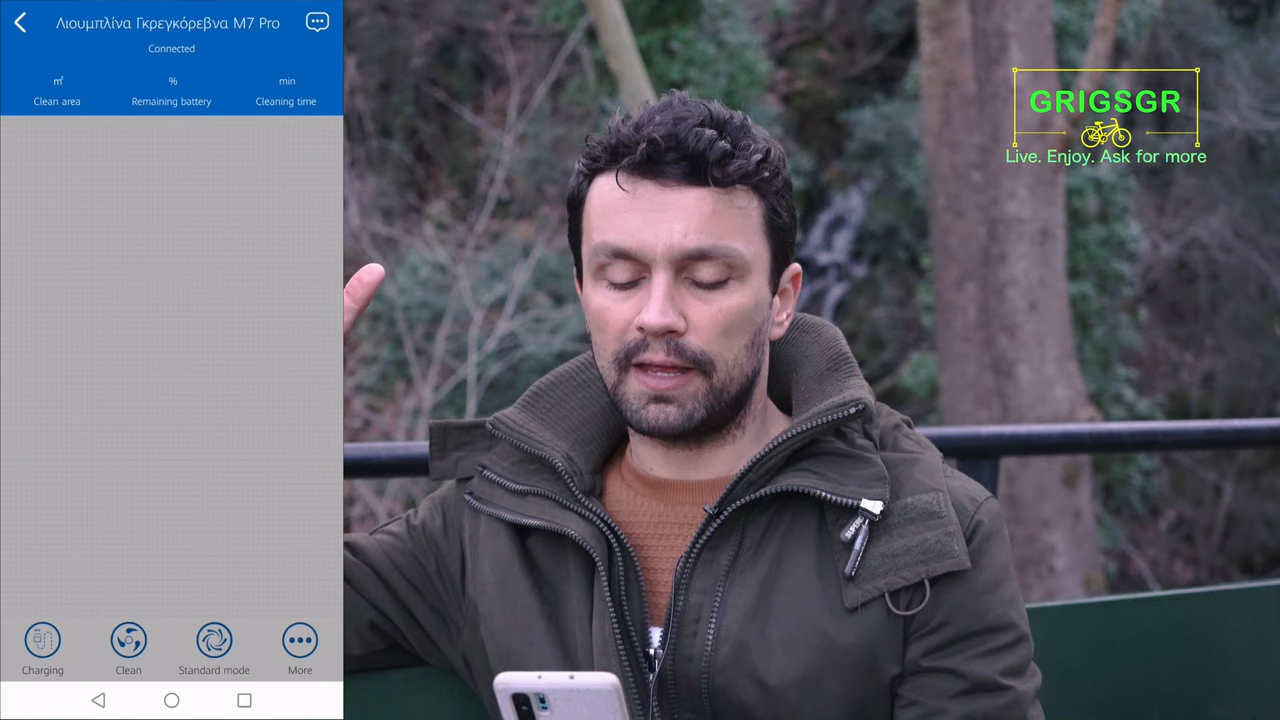 Λιουμπλίνα Γκρεγκόρεβνα M7 Pro
Connected
㎡ % min
Clean area Remaining battery Cleaning time
GRIGSGR
Live. Enjoy. Ask for more
SUPERDRY
Charging Clean Standard mode More